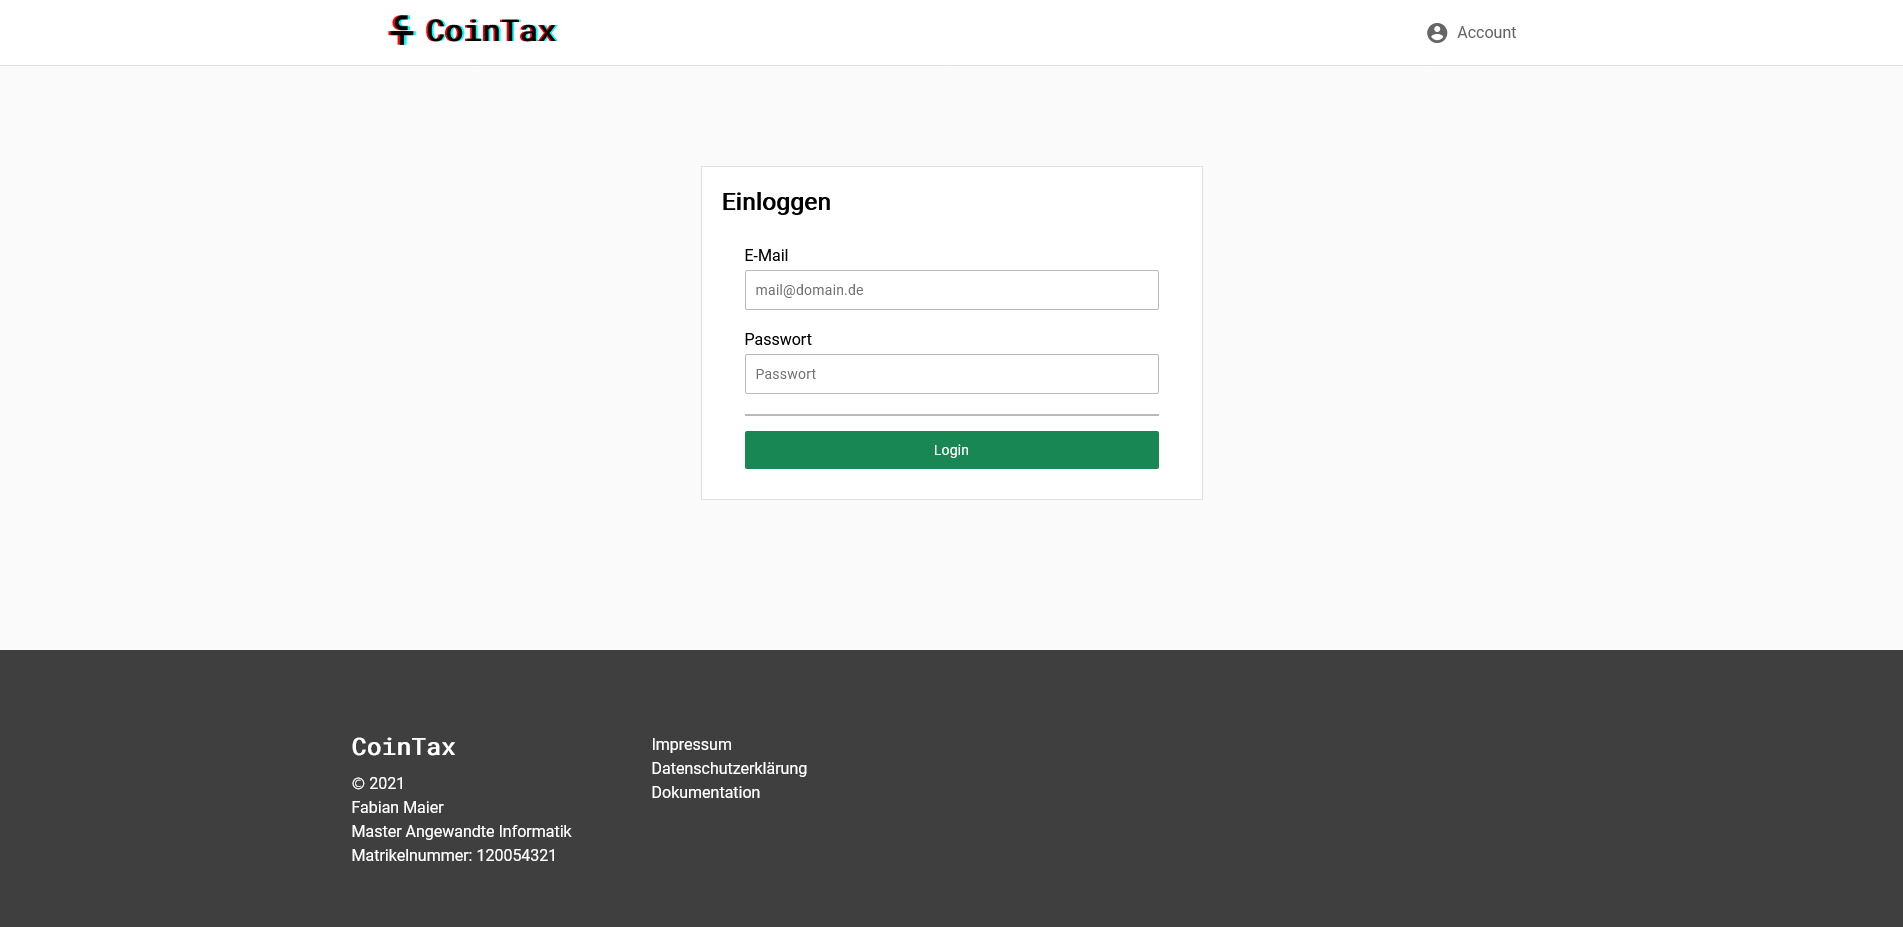 CoinTax
Account
Einloggen
E-Mail
mail@domain.de
Passwort
Passwort
Login
CoinTax
© 2021
Fabian Maier
Master Angewandte Informatik
Matrikelnummer: 120054321
Impressum
Datenschutzerklärung
Dokumentation